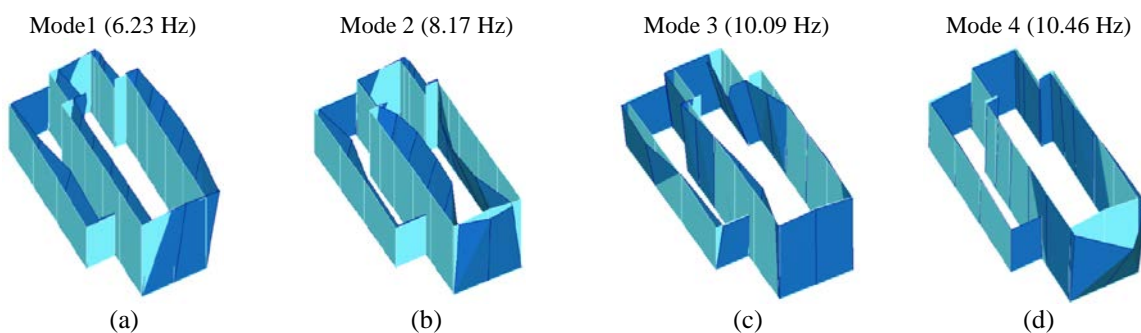 Mode1 (6.23 Hz) Mode 2 (8.17 Hz) Mode 3 (10.09 Hz) Mode 4 (10.46 Hz)
(a) (b) (c) (d)